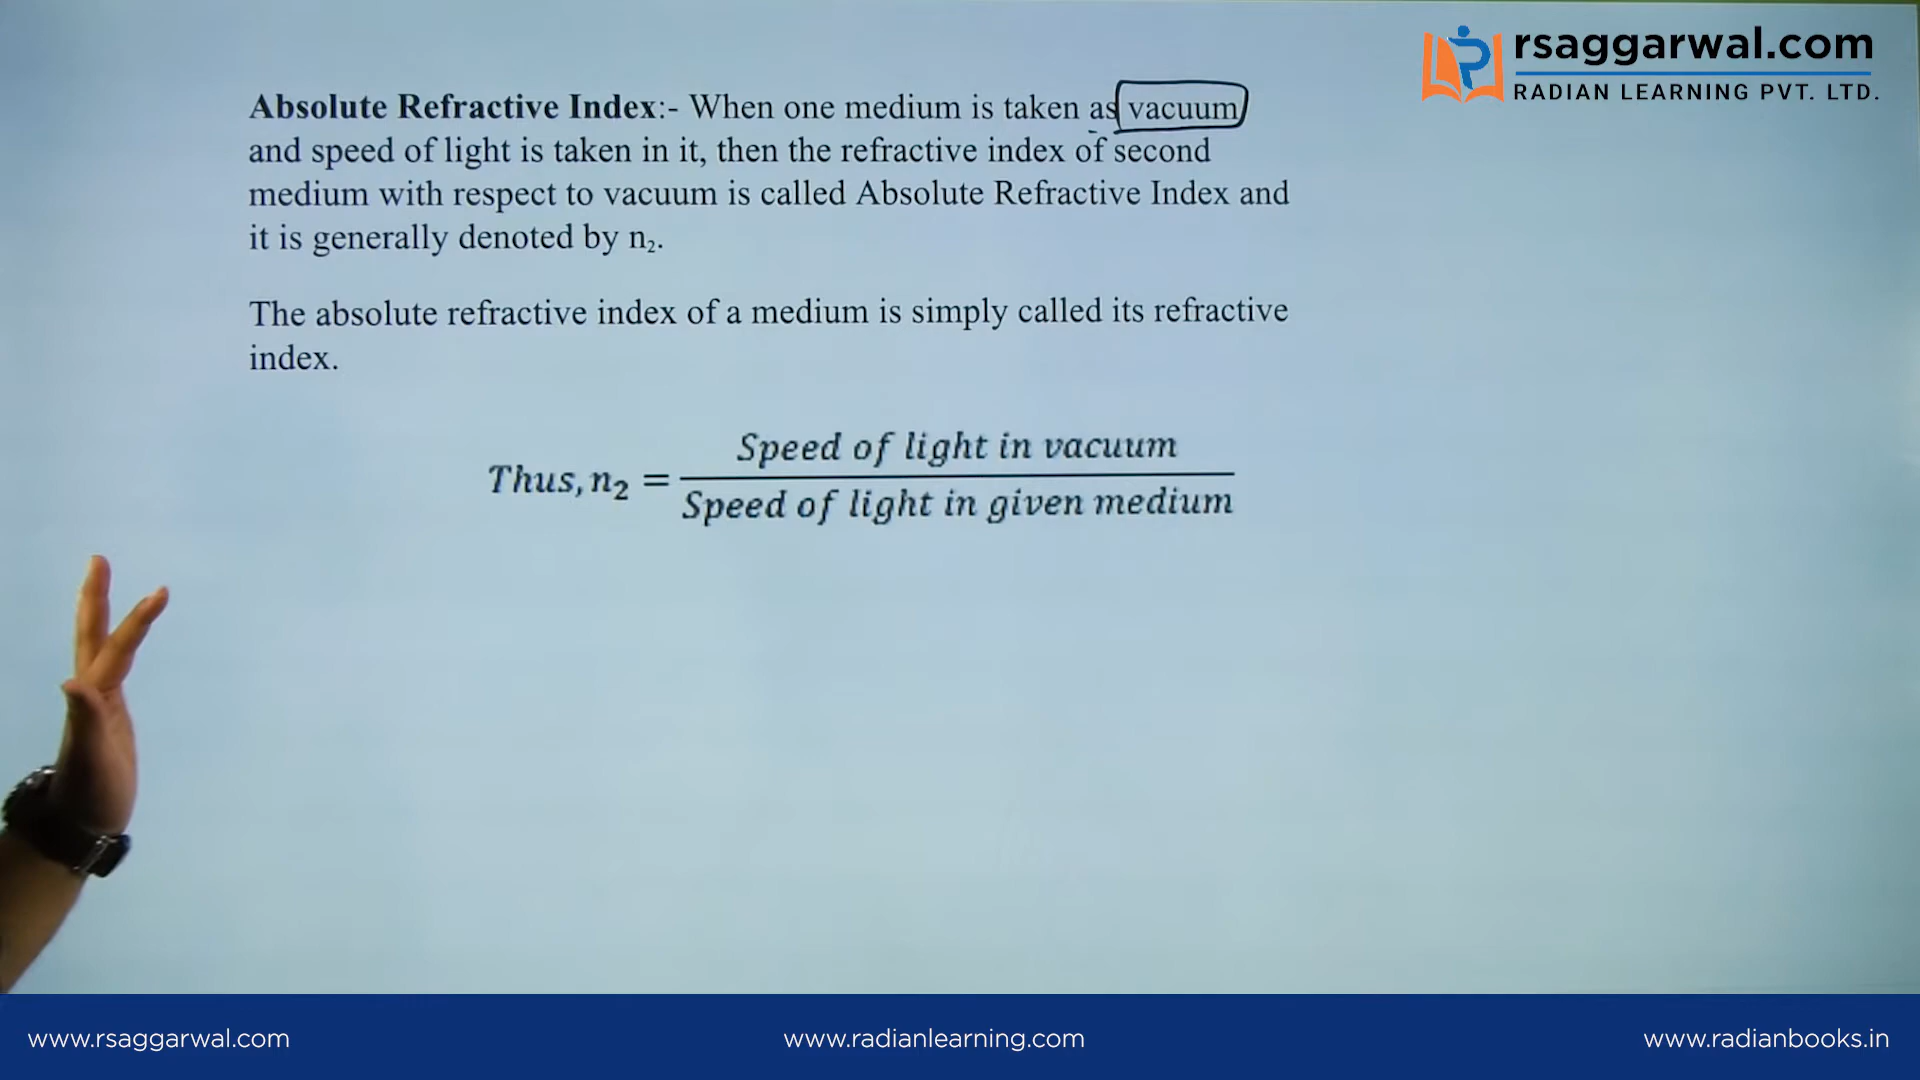 rsaggarwal.com
RADIAN LEARNING PVT. LTD.
Absolute Refractive Index:- When one medium is taken as vacuum
and speed of light is taken in it, then the refractive index of second
medium with respect to vacuum is called Absolute Refractive Index and
it is generally denoted by n₂.
The absolute refractive index of a medium is simply called its refractive
index.
Speed of light in vacuum
Thus, n₂ =
Speed of light in given medium
www.rsaggarwal.com
www.radianlearning.com
www.radianbooks.in